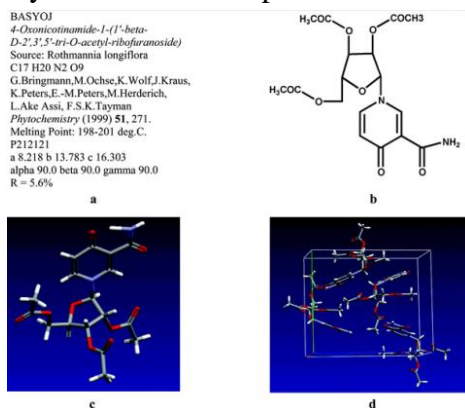 BASYOJ
4-Oxonicotinamide-1-(1'-beta-
D-2',3',5'-tri-O-acetyl-ribofuranoside)
Source: Rothmannia longiflora
C17 H20 N2 O9
G.Bringmann,M.Ochse,K.Wolf,J.Kraus,
K.Peters,E.-M.Peters,M.Herderich,
L.Ake Assi, F.S.K.Tayman
Phytochemistry (1999) 51, 271.
Melting Point: 198-201 deg.C.
P212121
a 8.218 b 13.783 c 16.303
alpha 90.0 beta 90.0 gamma 90.0
R = 5.6%
a
H3COCO OCOCH3
H3COCO
O
N
NH2
O O
b
c
d